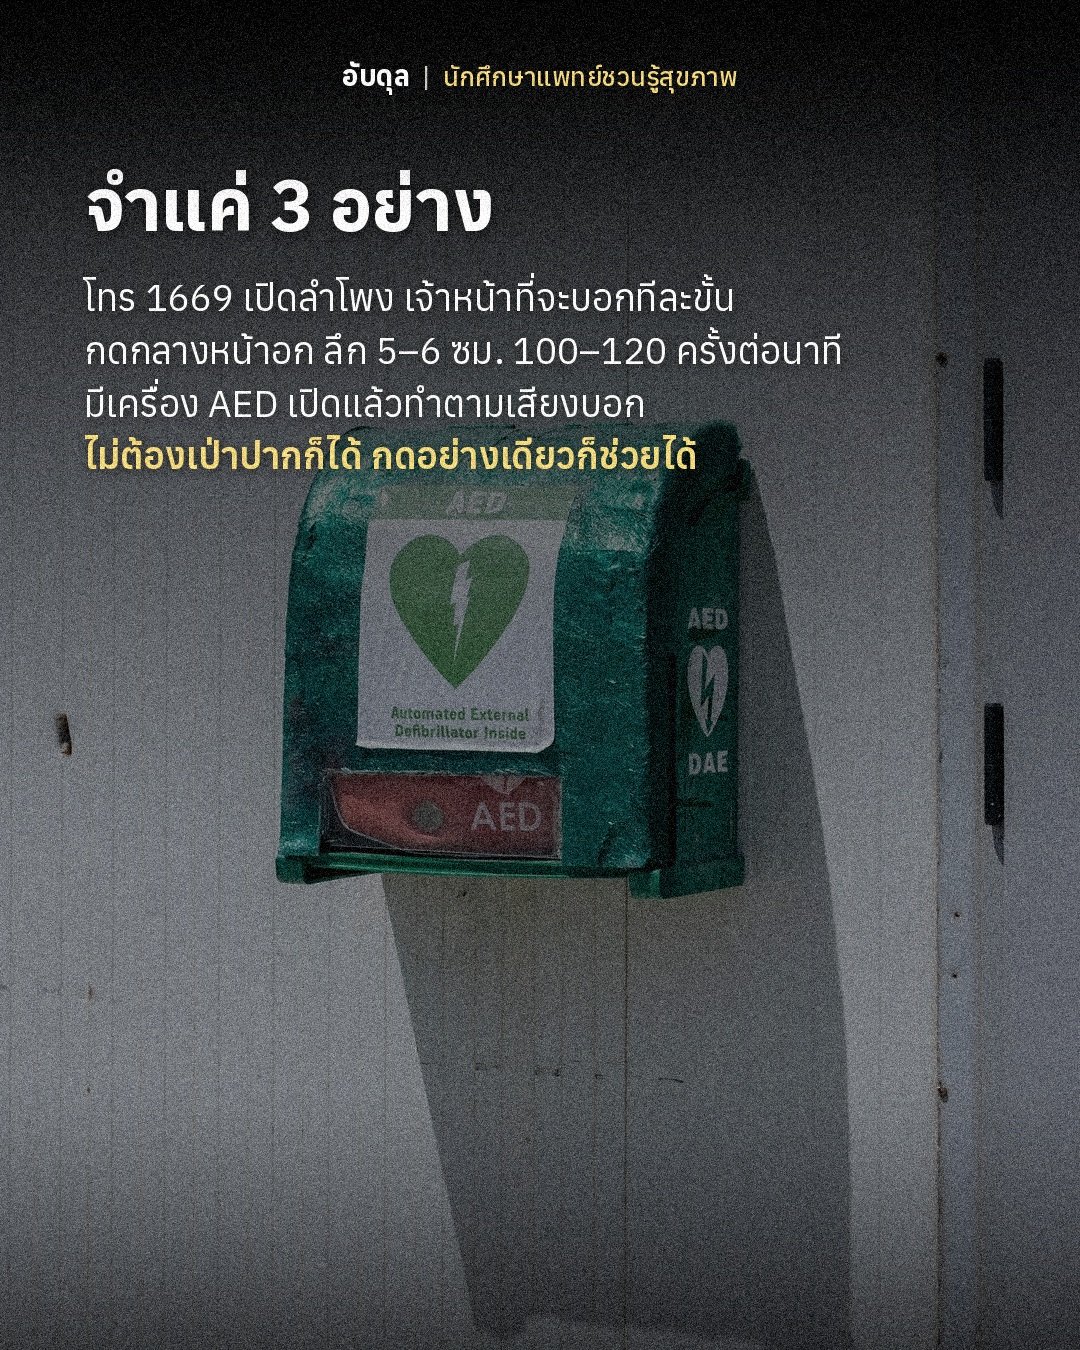 อับดุล | นักศึกษาแพทย์ชวนรู้สุขภาพ
จำแค่ 3 อย่าง
โทร 1669 เปิดลำโพง เจ้าหน้าที่จะบอกทีละขั้น
กดกลางหน้าอก ลึก 5–6 ซม. 100–120 ครั้งต่อนาที
มีเครื่อง AED เปิดแล้วทำตามเสียงบอก
ไม่ต้องเป่าปากก็ได้ กดอย่างเดียวก็ช่วยได้
AED
Automated External
Defibrillator Inside
AED
AED
DAE